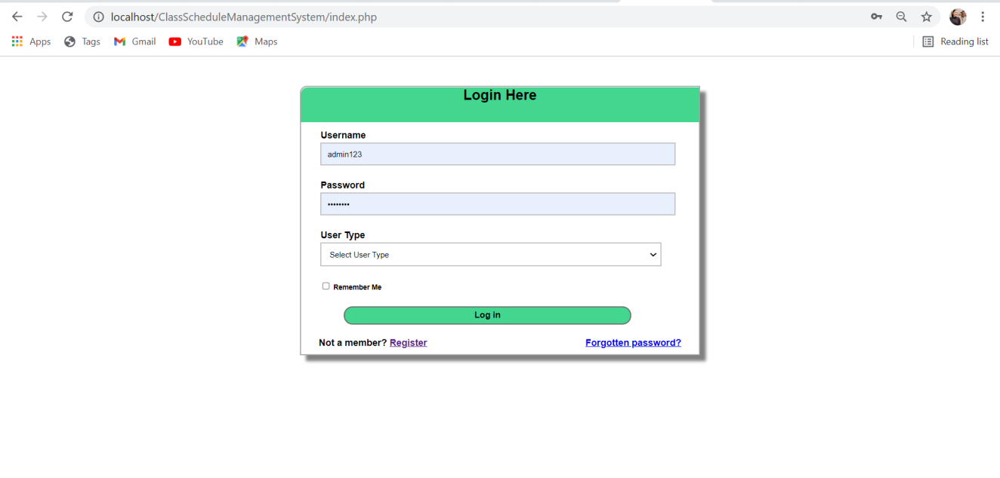 localhost/ClassScheduleManagementSystem/index.php
Apps Tags Gmail YouTube Maps Reading list
Login Here
Username
admin123
Password
••••••••
User Type
Select User Type
Remember Me
Log in
Not a member? Register Forgotten password?